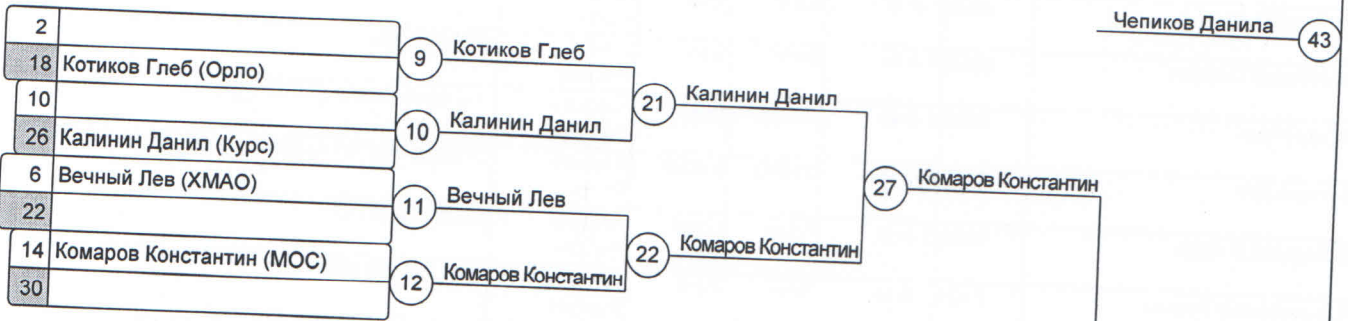 2
18 Котиков Глеб (Орло)
10
26 Калинин Данил (Курс)
6 Вечный Лев (ХМАО)
22
14 Комаров Константин (МОС)
30
9 Котиков Глеб
10 Калинин Данил
11 Вечный Лев
12 Комаров Константин
21 Калинин Данил
22 Комаров Константин
27 Комаров Константин
Чепиков Данила 43